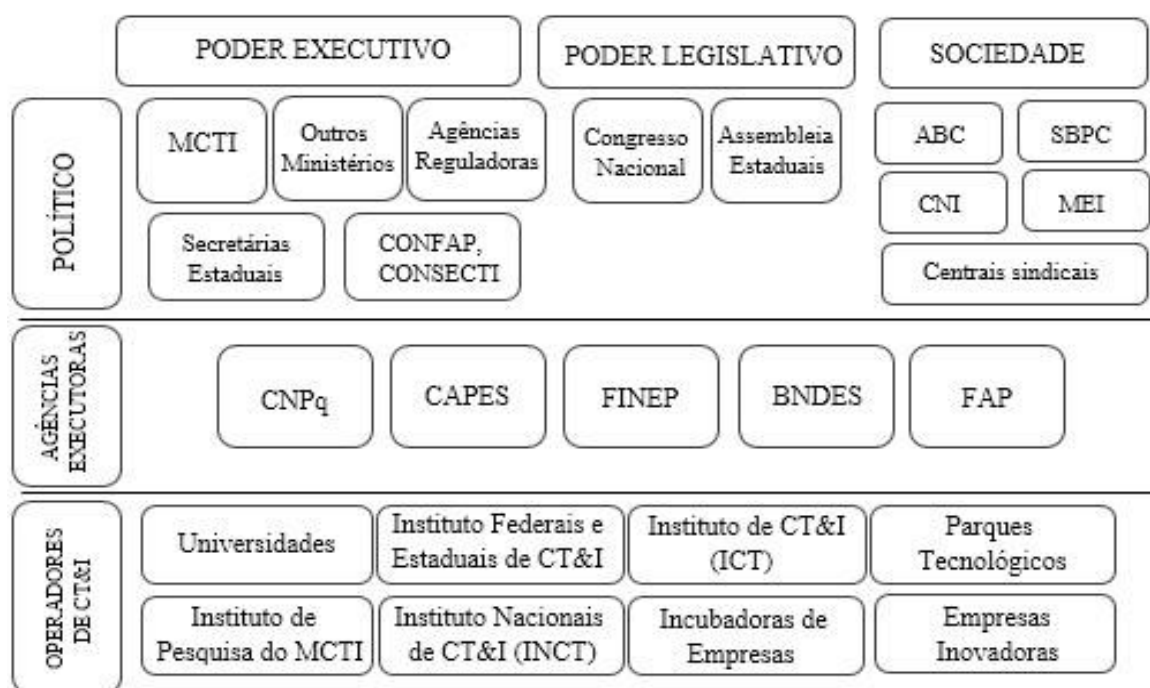 PODER EXECUTIVO
PODER LEGISLATIVO
SOCIEDADE
POLÍTICO
MCTI
Outros
Ministérios
Agências
Reguladoras
Congresso
Nacional
Assembleia
Estaduais
ABC
SBPC
CNI
MEI
Secretárias
Estaduais
CONFAP,
CONSECTI
Centrais sindicais
AGÊNCIAS
EXECUTORAS
CNPq
CAPES
FINEP
BNDES
FAP
OPERADORES
DE CT&I
Universidades
Instituto Federais e
Estaduais de CT&I
Instituto de CT&I
(ICT)
Parques
Tecnológicos
Instituto de
Pesquisa do MCTI
Instituto Nacionais
de CT&I (INCT)
Incubadoras de
Empresas
Empresas
Inovadoras